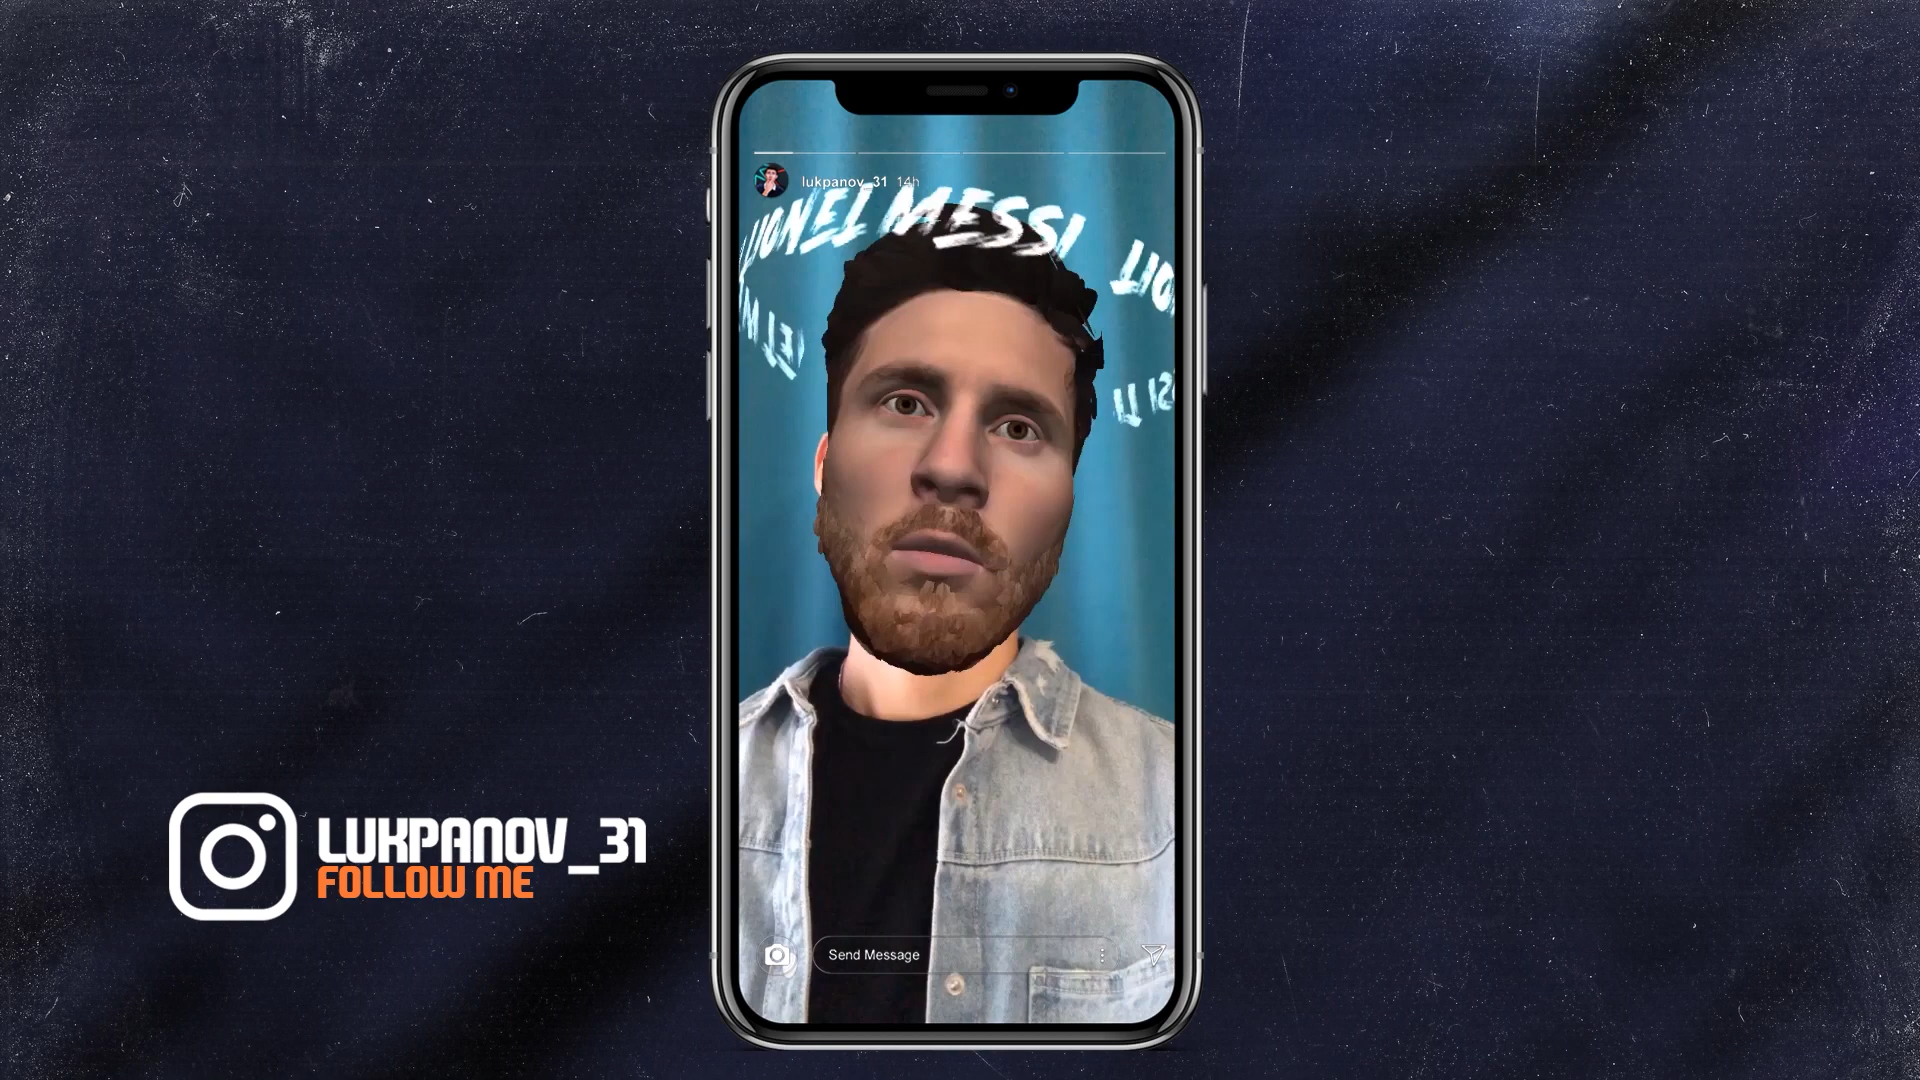 lukpanov_31 14h
LIONEL MESSI
LUKPANOV_31
FOLLOW ME
Send Message